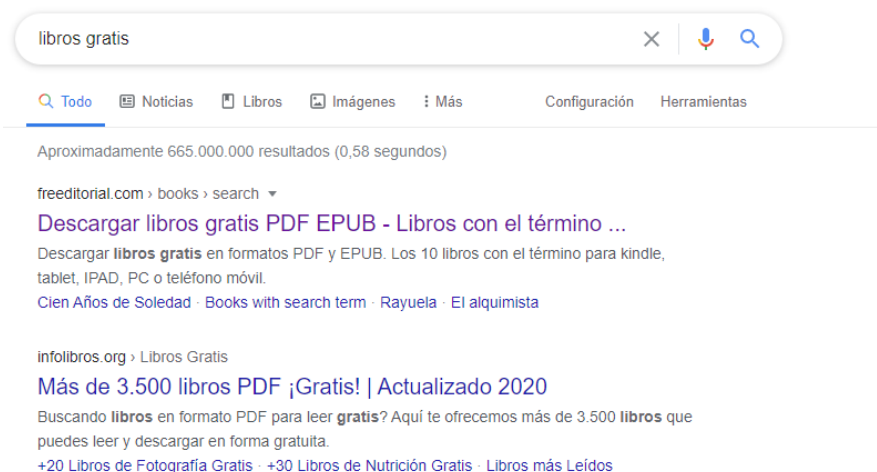 libros gratis
Todo Noticias Libros Imágenes Más Configuración Herramientas
Aproximadamente 665.000.000 resultados (0,58 segundos)
freeditorial.com › books › search
Descargar libros gratis PDF EPUB - Libros con el término ...
Descargar libros gratis en formatos PDF y EPUB. Los 10 libros con el término para kindle,
tablet, IPAD, PC o teléfono móvil.
Cien Años de Soledad · Books with search term · Rayuela · El alquimista
infolibros.org › Libros Gratis
Más de 3.500 libros PDF ¡Gratis! | Actualizado 2020
Buscando libros en formato PDF para leer gratis? Aquí te ofrecemos más de 3.500 libros que
puedes leer y descargar en forma gratuita.
+20 Libros de Fotografía Gratis · +30 Libros de Nutrición Gratis · Libros más Leídos